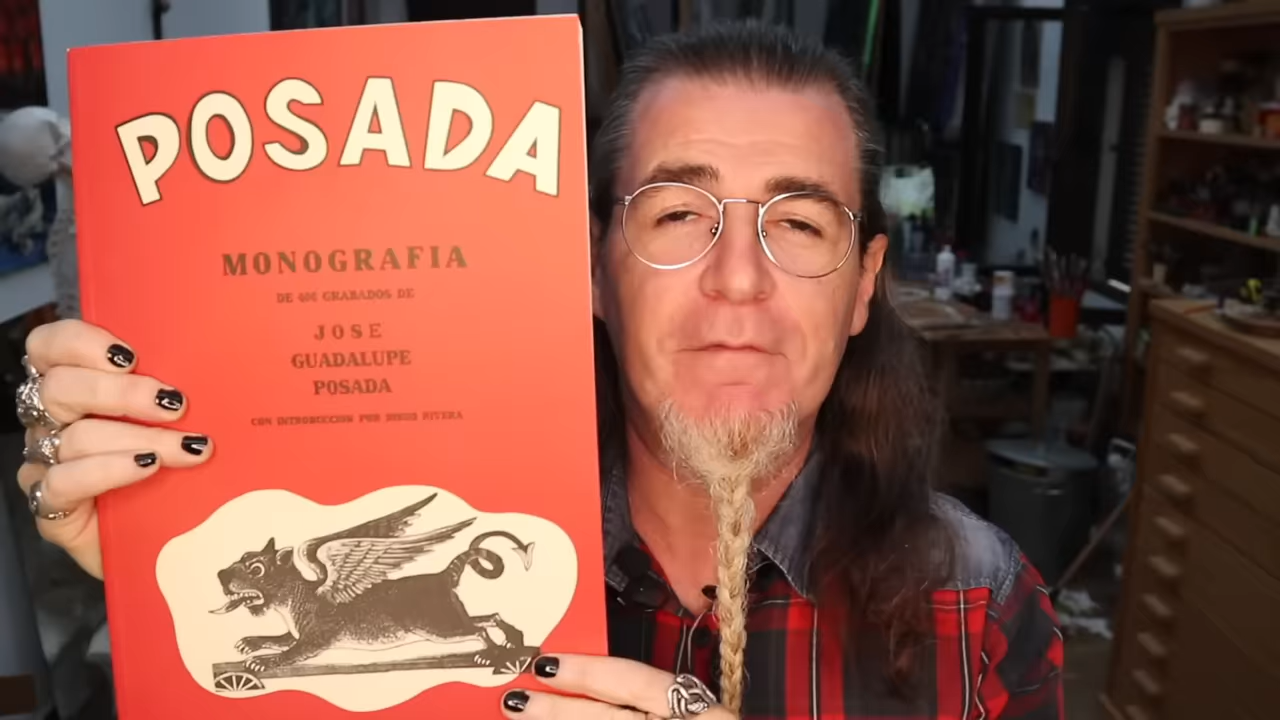 POSADA
MONOGRAFIA
DE 406 GRABADOS DE
JOSE
GUADALUPE
POSADA
CON INTRODUCCION POR DIEGO RIVERA